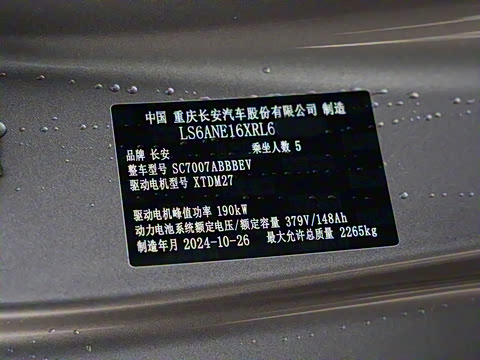 中国 重庆长安汽车股份有限公司 制造
LS6ANE16XRL6
品牌 长安 乘坐人数 5
整车型号 SC7007ABBBEV
驱动电机型号 XTDM27
驱动电机峰值功率 190kW
动力电池系统额定电压/额定容量 379V/148Ah
制造年月 2024-10-26 最大允许总质量 2265kg